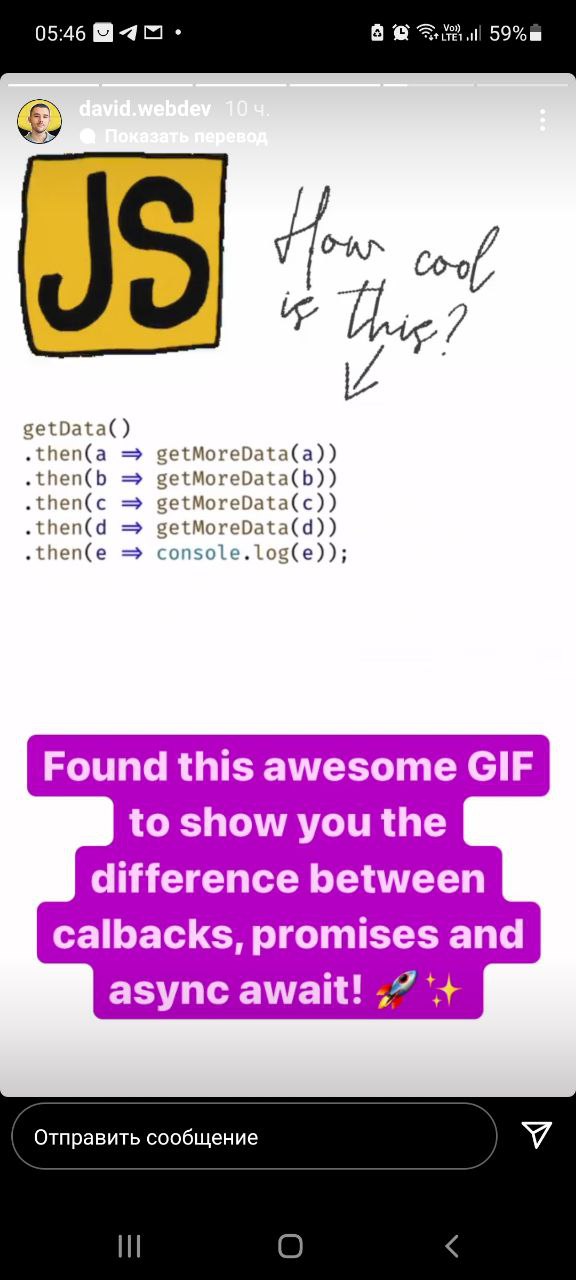 05:46 Vo)) LTE1 59%
david.webdev 10 ч.
Показать перевод
JS
How cool
is this?
getData()
.then(a => getMoreData(a))
.then(b => getMoreData(b))
.then(c => getMoreData(c))
.then(d => getMoreData(d))
.then(e => console.log(e));
Found this awesome GIF
to show you the
difference between
calbacks, promises and
async await! 🚀✨
Отправить сообщение